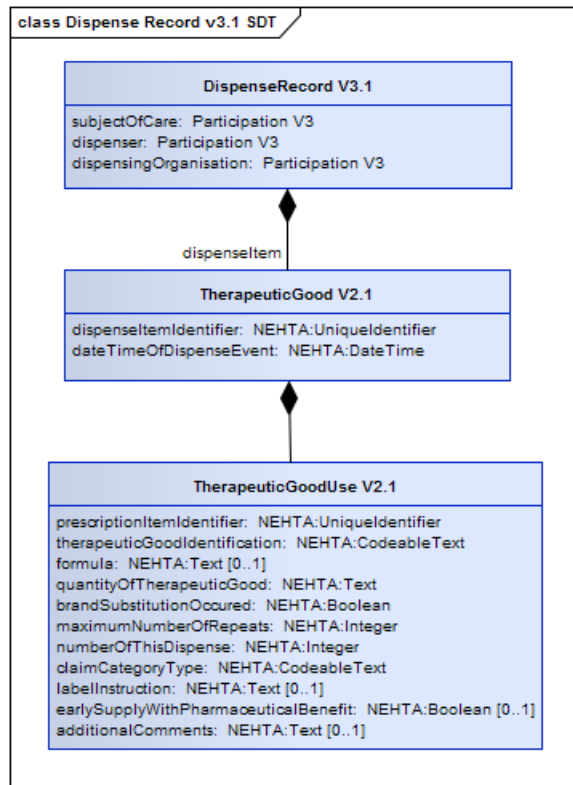 class Dispense Record v3.1 SDT
DispenseRecord V3.1
subjectOfCare: Participation V3
dispenser: Participation V3
dispensingOrganisation: Participation V3
dispenseItem
TherapeuticGood V2.1
dispenseItemIdentifier: NEHTA:UniqueIdentifier
dateTimeOfDispenseEvent: NEHTA:DateTime
TherapeuticGoodUse V2.1
prescriptionItemIdentifier: NEHTA:UniqueIdentifier
therapeuticGoodIdentification: NEHTA:CodeableText
formula: NEHTA:Text [0..1]
quantityOfTherapeuticGood: NEHTA:Text
brandSubstitutionOccured: NEHTA:Boolean
maximumNumberOfRepeats: NEHTA:Integer
numberOfThisDispense: NEHTA:Integer
claimCategoryType: NEHTA:CodeableText
labelInstruction: NEHTA:Text [0..1]
earlySupplyWithPharmaceuticalBenefit: NEHTA:Boolean [0..1]
additionalComments: NEHTA:Text [0..1]